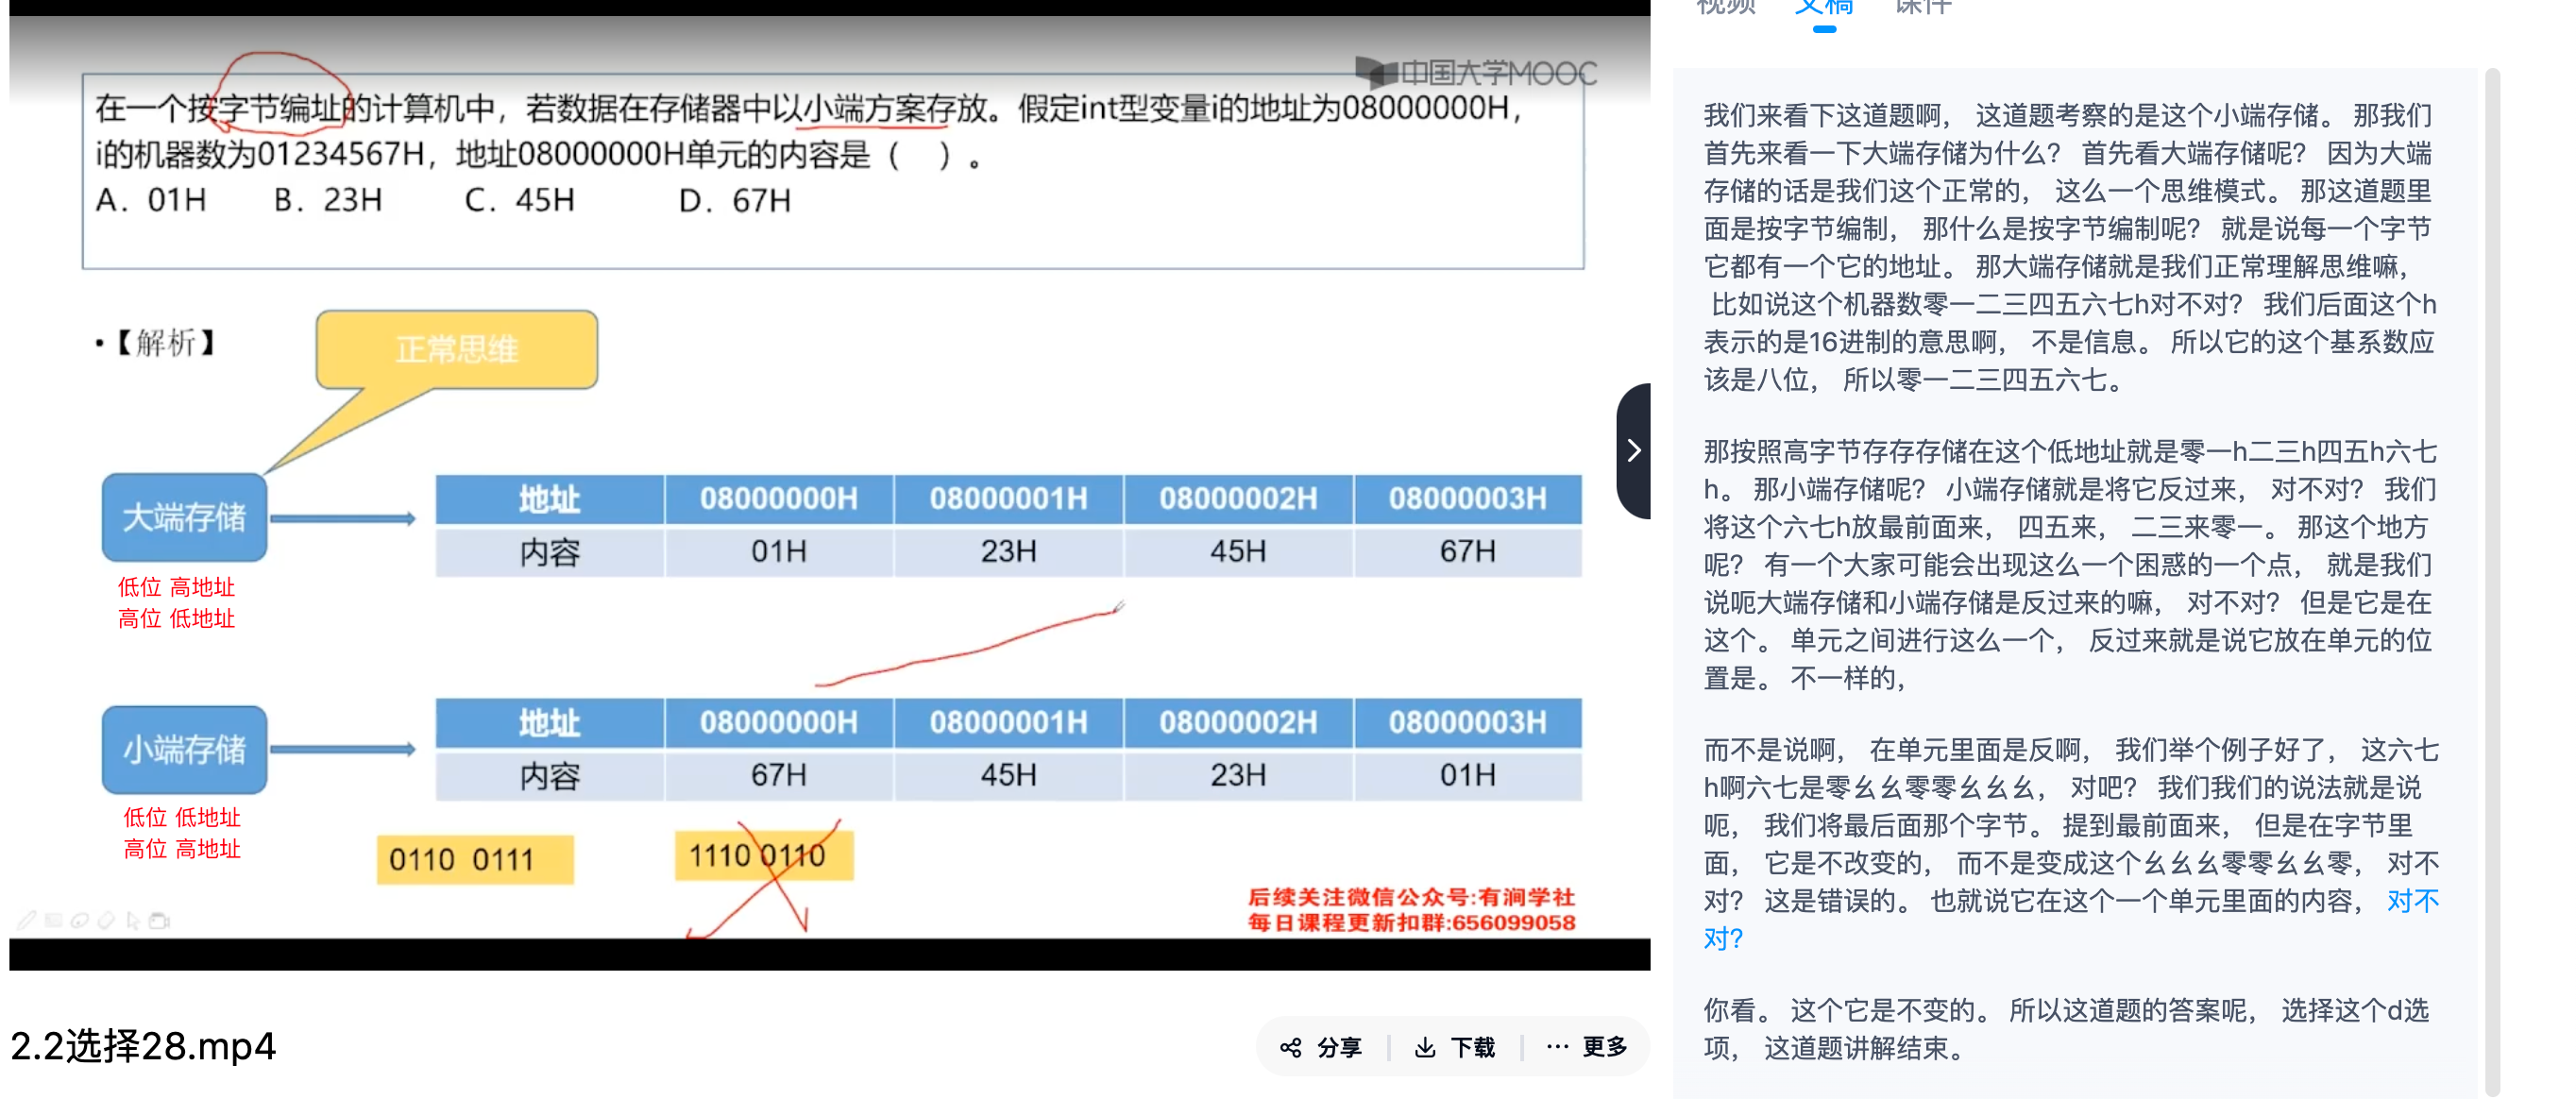 中国大学MOOC
在一个按字节编址的计算机中，若数据在存储器中以小端方案存放。假定int型变量i的地址为08000000H，
i的机器数为01234567H，地址08000000H单元的内容是（ ）。
A. 01H B. 23H C. 45H D. 67H
•【解析】
正常思维
大端存储
地址 08000000H 08000001H 08000002H 08000003H
内容 01H 23H 45H 67H
低位 高地址
高位 低地址
小端存储
地址 08000000H 08000001H 08000002H 08000003H
内容 67H 45H 23H 01H
低位 低地址
高位 高地址
0110 0111
1110 0110
后续关注微信公众号:有涧学社
每日课程更新扣群:656099058
2.2选择28.mp4
分享
下载
··· 更多
视频 文稿 课件
我们来看下这道题啊， 这道题考察的是这个小端存储。 那我们
首先来看一下大端存储为什么？ 首先看大端存储呢？ 因为大端
存储的话是我们这个正常的， 这么一个思维模式。 那这道题里
面是按字节编制， 那什么是按字节编制呢？ 就是说每一个字节
它都有一个它的地址。 那大端存储就是我们正常理解思维嘛，
比如说这个机器数零一二三四五六七h对不对？ 我们后面这个h
表示的是16进制的意思啊， 不是信息。 所以它的这个基系数应
该是八位， 所以零一二三四五六七。
那按照高字节存存存储在这个低地址就是零一h二三h四五h六七
h。 那小端存储呢？ 小端存储就是将它反过来， 对不对？ 我们
将这个六七h放最前面来， 四五来， 二三来零一。 那这个地方
呢？ 有一个大家可能会出现这么一个困惑的一个点， 就是我们
说呃大端存储和小端存储是反过来的嘛， 对不对？ 但是它是在
这个。 单元之间进行这么一个， 反过来就是说它放在单元的位
置是。 不一样的，
而不是说啊， 在单元里面是反啊， 我们举个例子好了， 这六七
h啊六七是零幺幺零零幺幺幺， 对吧？ 我们我们的说法就是说
呃， 我们将最后面那个字节。 提到最前面来， 但是在字节里
面， 它是不改变的， 而不是变成这个幺幺幺零零幺幺零， 对不
对？ 这是错误的。 也就说它在这个一个单元里面的内容， 对不
对？
你看。 这个它是不变的。 所以这道题的答案呢， 选择这个d选
项， 这道题讲解结束。